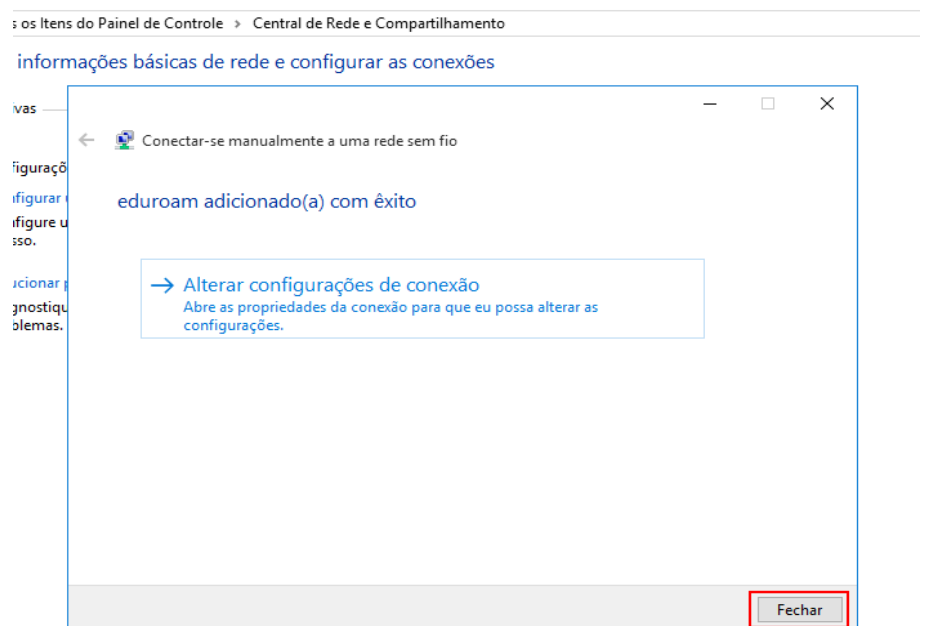 os Itens do Painel de Controle > Central de Rede e Compartilhamento
informações básicas de rede e configurar as conexões
Conectar-se manualmente a uma rede sem fio
eduroam adicionado(a) com êxito
→ Alterar configurações de conexão
Abre as propriedades da conexão para que eu possa alterar as
configurações.
Fechar